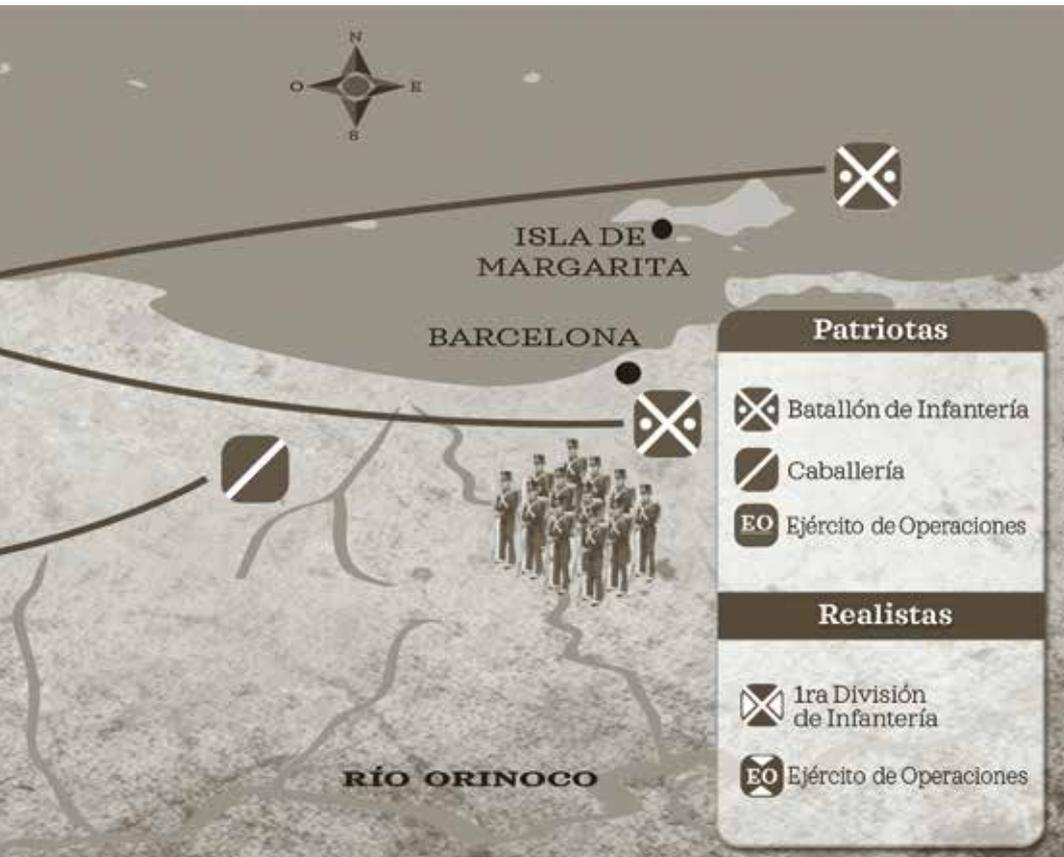 N
O E
S
ISLA DE
MARGARITA
BARCELONA
RÍO ORINOCO
Patriotas
Batallón de Infantería
Caballería
EO Ejército de Operaciones
Realistas
1ra División
de Infantería
EO Ejército de Operaciones